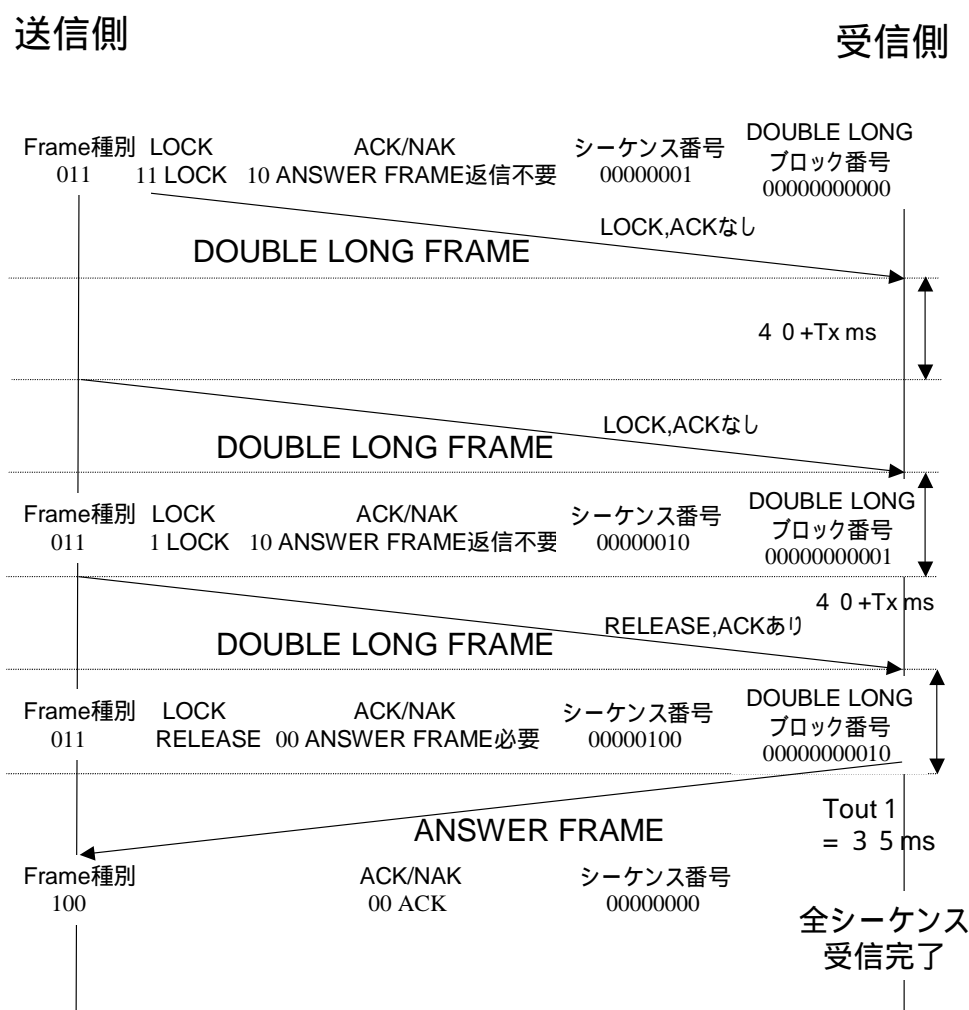 送信側
受信側
Frame種別 LOCK ACK/NAK シーケンス番号 DOUBLE LONG
ブロック番号
011 11 LOCK 10 ANSWER FRAME返信不要 00000001 00000000000
LOCK,ACKなし
DOUBLE LONG FRAME
４０+Tx ms
LOCK,ACKなし
DOUBLE LONG FRAME
Frame種別 LOCK ACK/NAK シーケンス番号 DOUBLE LONG
ブロック番号
011 1 LOCK 10 ANSWER FRAME返信不要 00000010 00000000001
４０+Tx ms
RELEASE,ACKあり
DOUBLE LONG FRAME
Frame種別 LOCK ACK/NAK シーケンス番号 DOUBLE LONG
ブロック番号
011 RELEASE 00 ANSWER FRAME必要 00000100 00000000010
Tout 1
= ３５ms
ANSWER FRAME
Frame種別 ACK/NAK シーケンス番号
100 00 ACK 00000000
全シーケンス
受信完了